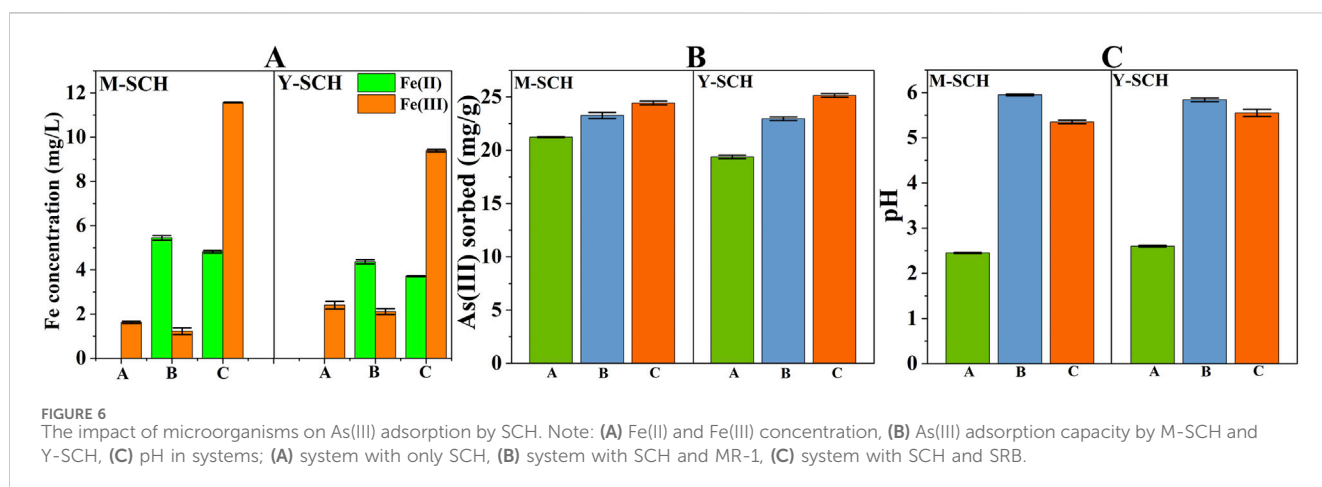 A
M-SCH
Y-SCH
Fe(II)
Fe(III)
Fe concentration (mg/L)
12
10
8
6
4
2
0
A
B
C
A
B
C
B
M-SCH
Y-SCH
As(III) sorbed (mg/g)
25
20
15
10
5
0
A
B
C
A
B
C
C
M-SCH
Y-SCH
pH
6
5
4
3
2
1
0
A
B
C
A
B
C
FIGURE 6
The impact of microorganisms on As(III) adsorption by SCH. Note: (A) Fe(II) and Fe(III) concentration, (B) As(III) adsorption capacity by M-SCH and
Y-SCH, (C) pH in systems; (A) system with only SCH, (B) system with SCH and MR-1, (C) system with SCH and SRB.